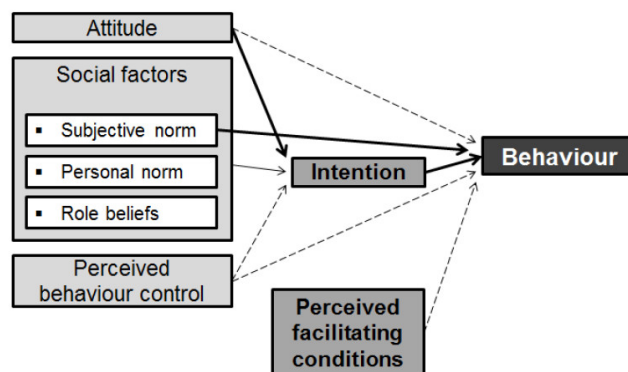 Attitude
Social factors
▪ Subjective norm
▪ Personal norm
▪ Role beliefs
Intention
Behaviour
Perceived
behaviour control
Perceived
facilitating
conditions